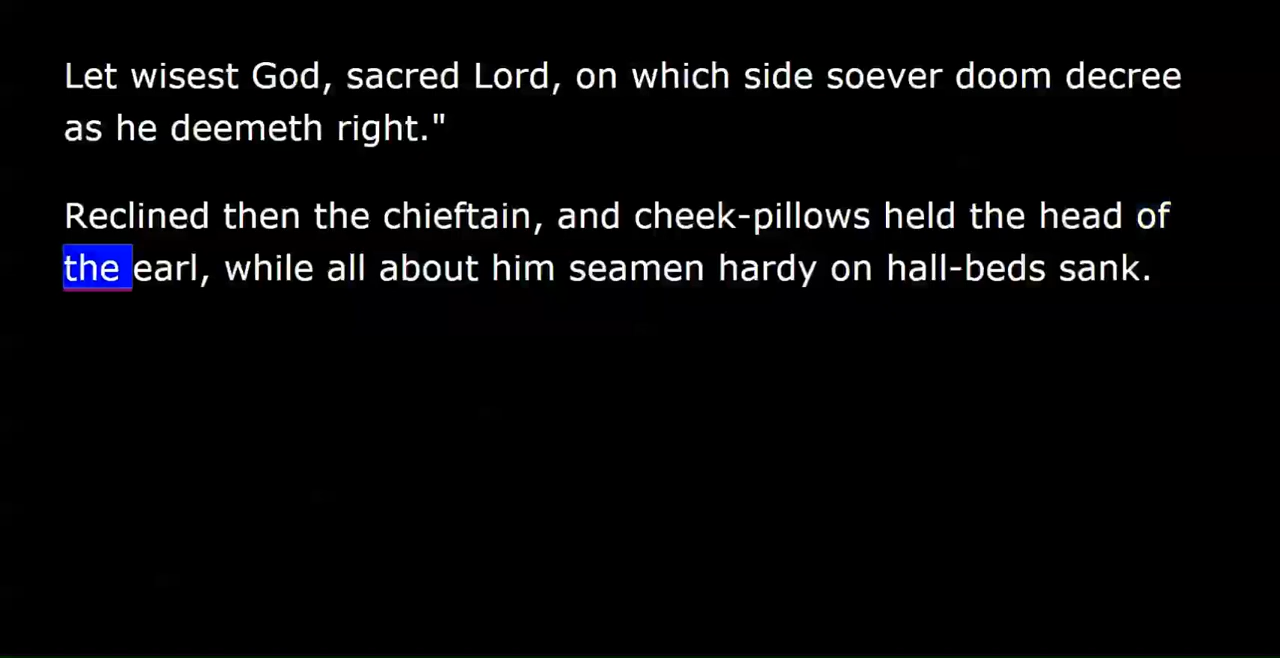 Let wisest God, sacred Lord, on which side soever doom decree
as he deemeth right."
Reclined then the chieftain, and cheek-pillows held the head of
the earl, while all about him seamen hardy on hall-beds sank.